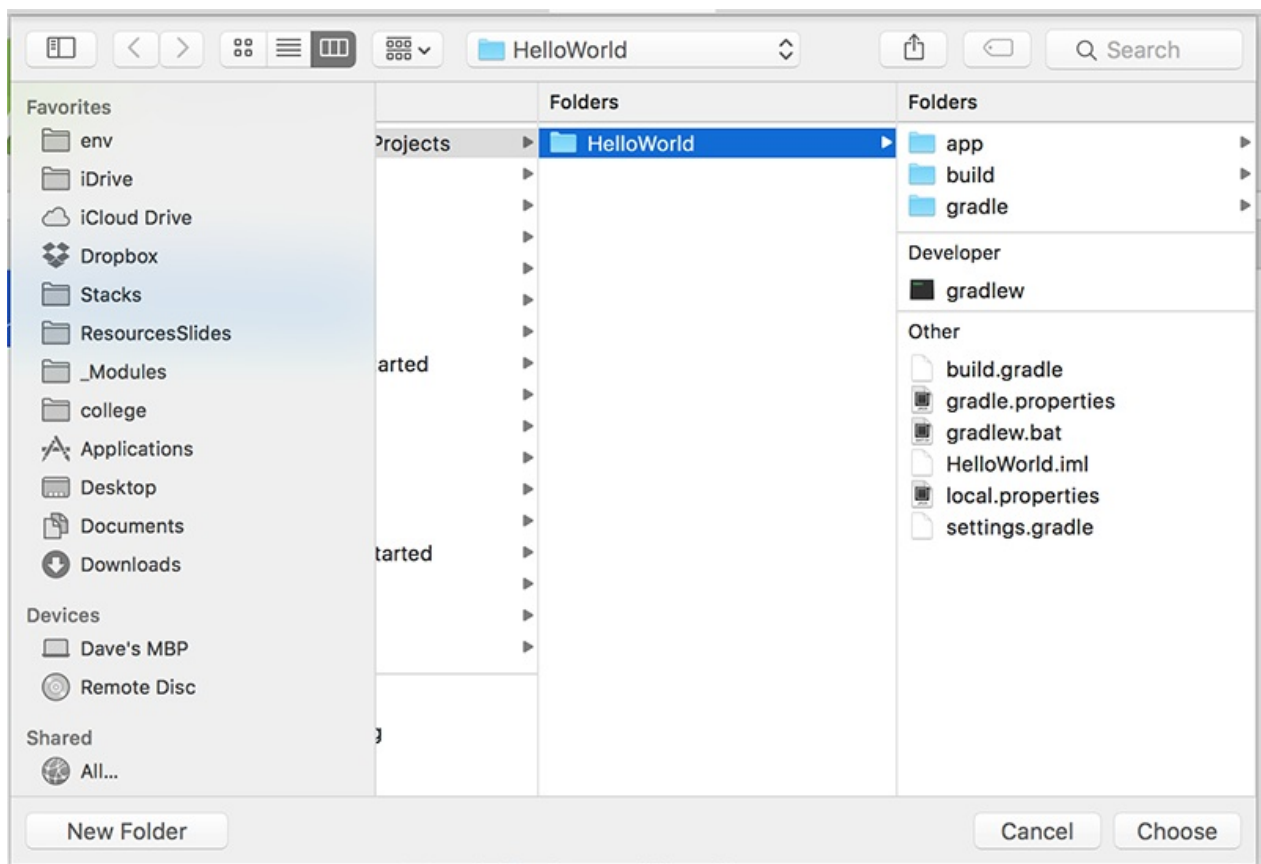 HelloWorld
Search
Favorites
env
iDrive
iCloud Drive
Dropbox
Stacks
ResourcesSlides
_Modules
college
Applications
Desktop
Documents
Downloads
Devices
Dave's MBP
Remote Disc
Shared
All...
Projects
arted
tarted
g
Folders
HelloWorld
Folders
app
build
gradle
Developer
gradlew
Other
build.gradle
gradle.properties
gradlew.bat
HelloWorld.iml
local.properties
settings.gradle
New Folder
Cancel
Choose